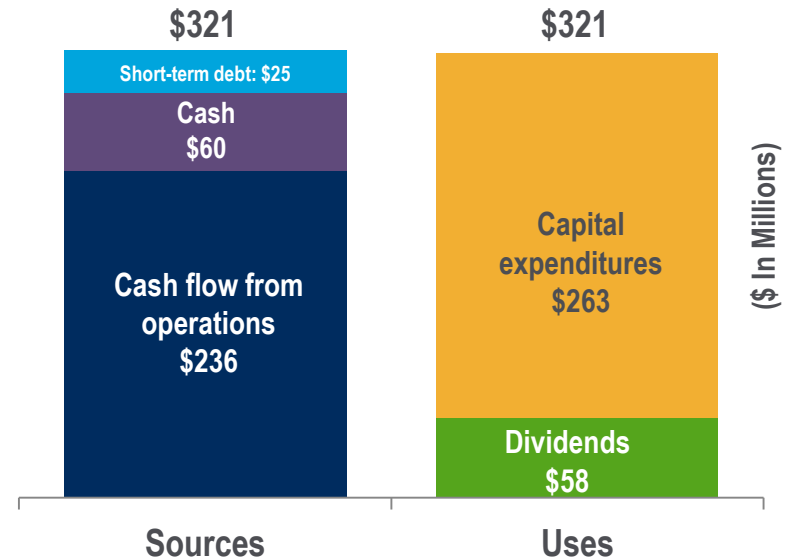 $321
Short-term debt: $25
Cash
$60
Cash flow from
operations
$236
Sources
$321
Capital
expenditures
$263
Dividends
$58
Uses
($ In Millions)